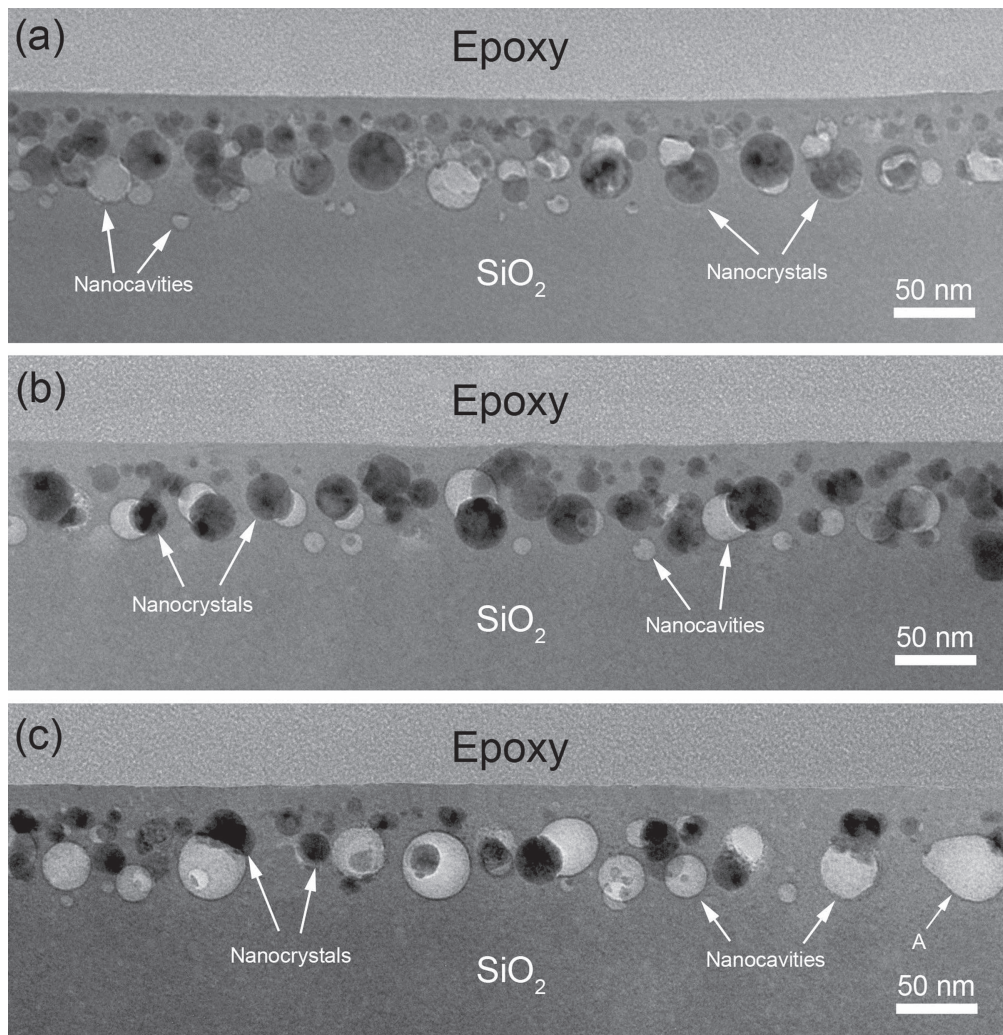 (a)
Epoxy
Nanocavities
SiO2
Nanocrystals
50 nm
(b)
Epoxy
Nanocrystals
SiO2
Nanocavities
50 nm
(c)
Epoxy
Nanocrystals
SiO2
Nanocavities
A
50 nm